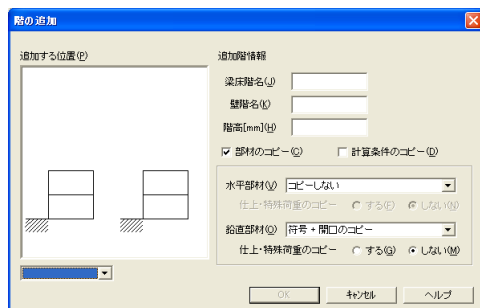 階の追加
追加する位置(P)
追加階情報
梁床階名(J)
壁階名(K)
階高[mm](H)
部材のコピー(C)
計算条件のコピー(D)
水平部材(V)
コピーしない
仕上・特殊荷重のコピー
する(F)
しない(N)
鉛直部材(O)
符号 + 開口のコピー
仕上・特殊荷重のコピー
する(G)
しない(M)
OK
キャンセル
ヘルプ